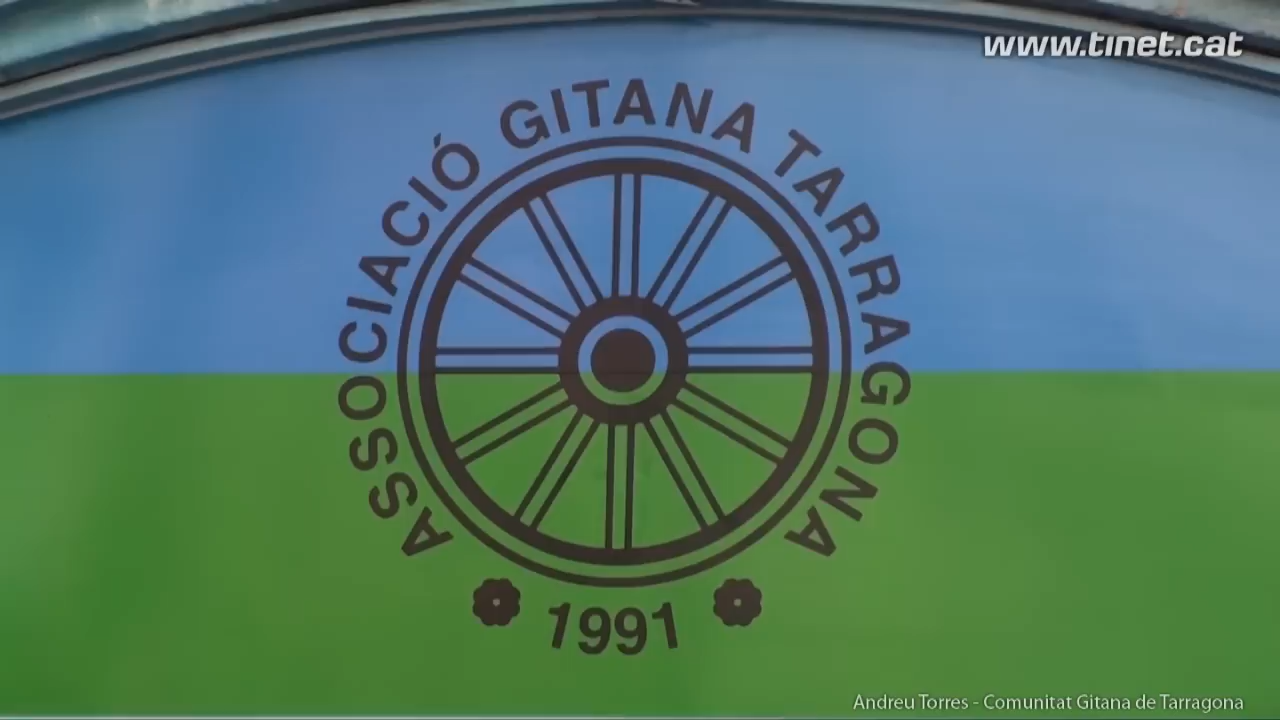 www.tinet.cat
ASSOCIACIÓ GITANA TARRAGONA
1991
Andreu Torres - Comunitat Gitana de Tarragona